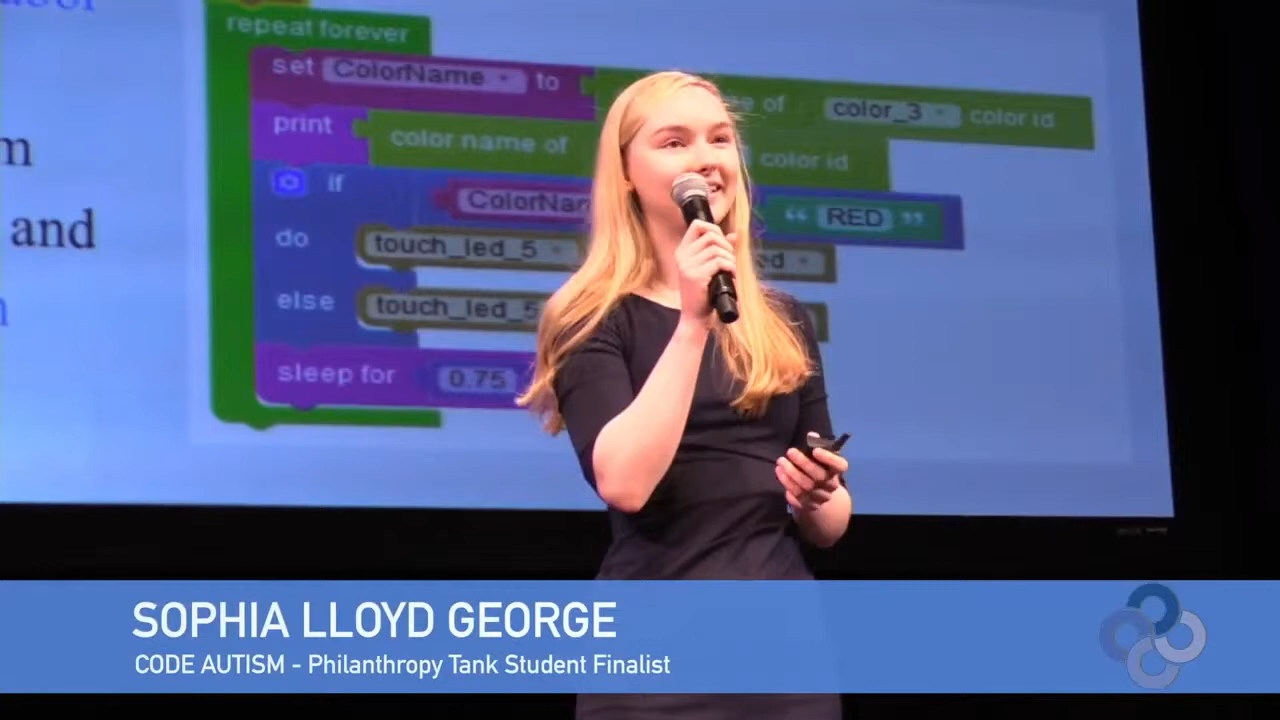 repeat forever
set ColorName to
of color_3 color id
print color name of color id
m
if “ RED ”
and
do touch_led_5
else touch_led_5
sleep for 0.75
SOPHIA LLOYD GEORGE
CODE AUTISM - Philanthropy Tank Student Finalist